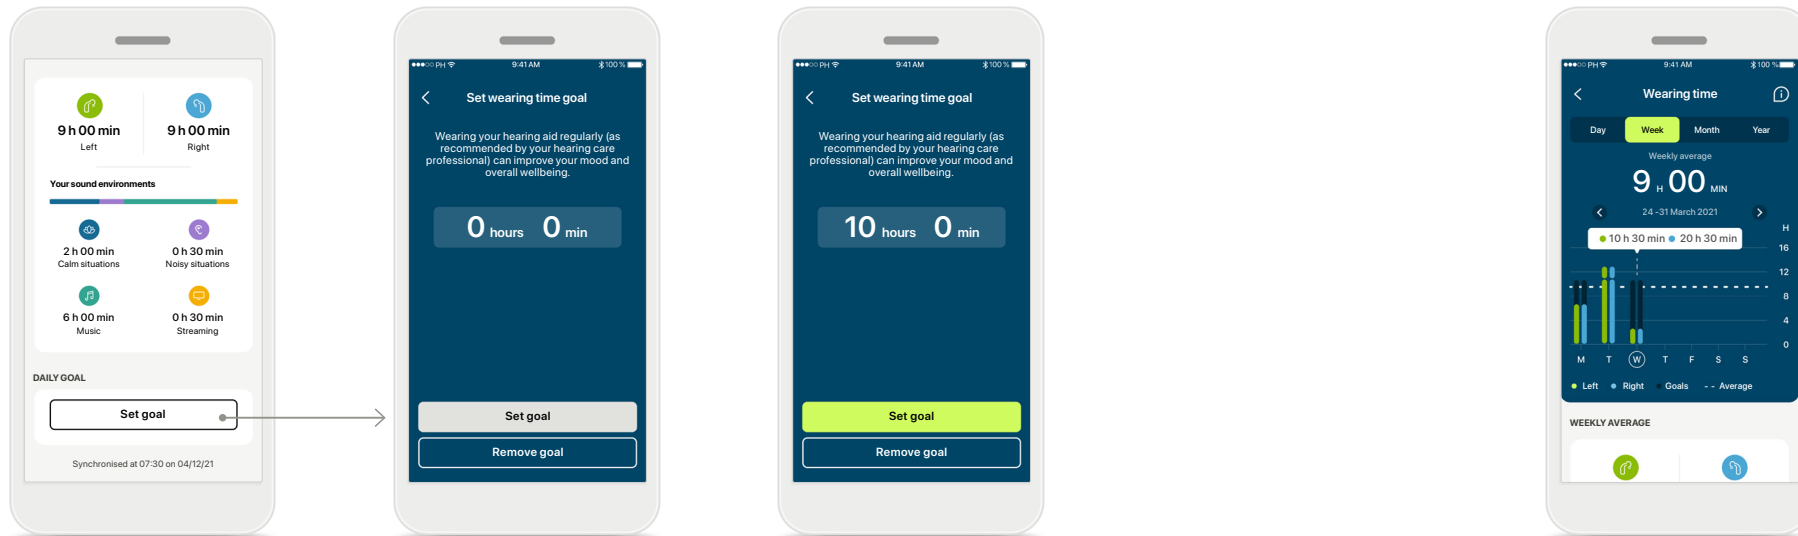 9 h 00 min
Left
9 h 00 min
Right
Your sound environments
2 h 00 min
Calm situations
0 h 30 min
Noisy situations
6 h 00 min
Music
0 h 30 min
Streaming
DAILY GOAL
Set goal
Synchronised at 07:30 on 04/12/21
PH 9:41 AM 100 %
Set wearing time goal
Wearing your hearing aid regularly (as
recommended by your hearing care
professional) can improve your mood and
overall wellbeing.
0 hours 0 min
Set goal
Remove goal
PH 9:41 AM 100 %
Set wearing time goal
Wearing your hearing aid regularly (as
recommended by your hearing care
professional) can improve your mood and
overall wellbeing.
10 hours 0 min
Set goal
Remove goal
PH 9:41 AM 100 %
Wearing time
Day Week Month Year
Weekly average
9 H 00 MIN
24 -31 March 2021
H
10 h 30 min 20 h 30 min
16
12
8
4
0
M T W T F S S
Left Right Goals - - Average
WEEKLY AVERAGE